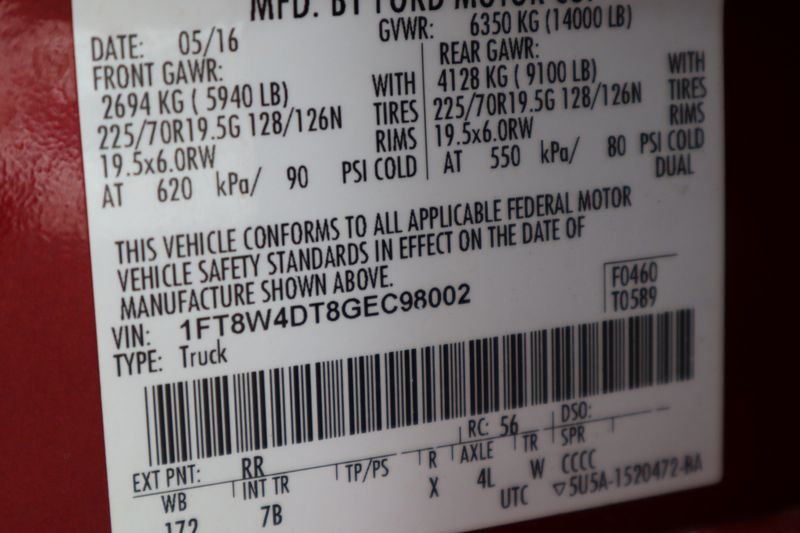 MFD. BY FORD MOTOR CO.
DATE: 05/16 GVWR: 6350 KG (14000 LB)
FRONT GAWR: REAR GAWR:
2694 KG ( 5940 LB) WITH 4128 KG ( 9100 LB) WITH
225/70R19.5G 128/126N TIRES 225/70R19.5G 128/126N TIRES
19.5x6.0RW RIMS 19.5x6.0RW RIMS
AT 620 kPa/ 90 PSI COLD AT 550 kPa/ 80 PSI COLD
DUAL
THIS VEHICLE CONFORMS TO ALL APPLICABLE FEDERAL MOTOR
VEHICLE SAFETY STANDARDS IN EFFECT ON THE DATE OF
MANUFACTURE SHOWN ABOVE.
F0460
VIN: 1FT8W4DT8GEC98002 T0589
TYPE: Truck
EXT PNT: RR RC: 56 DSO:
WB INT TR TP/PS R AXLE TR SPR
172 7B X 4L W CCCC
UTC ▽5U5A-1520472-RA